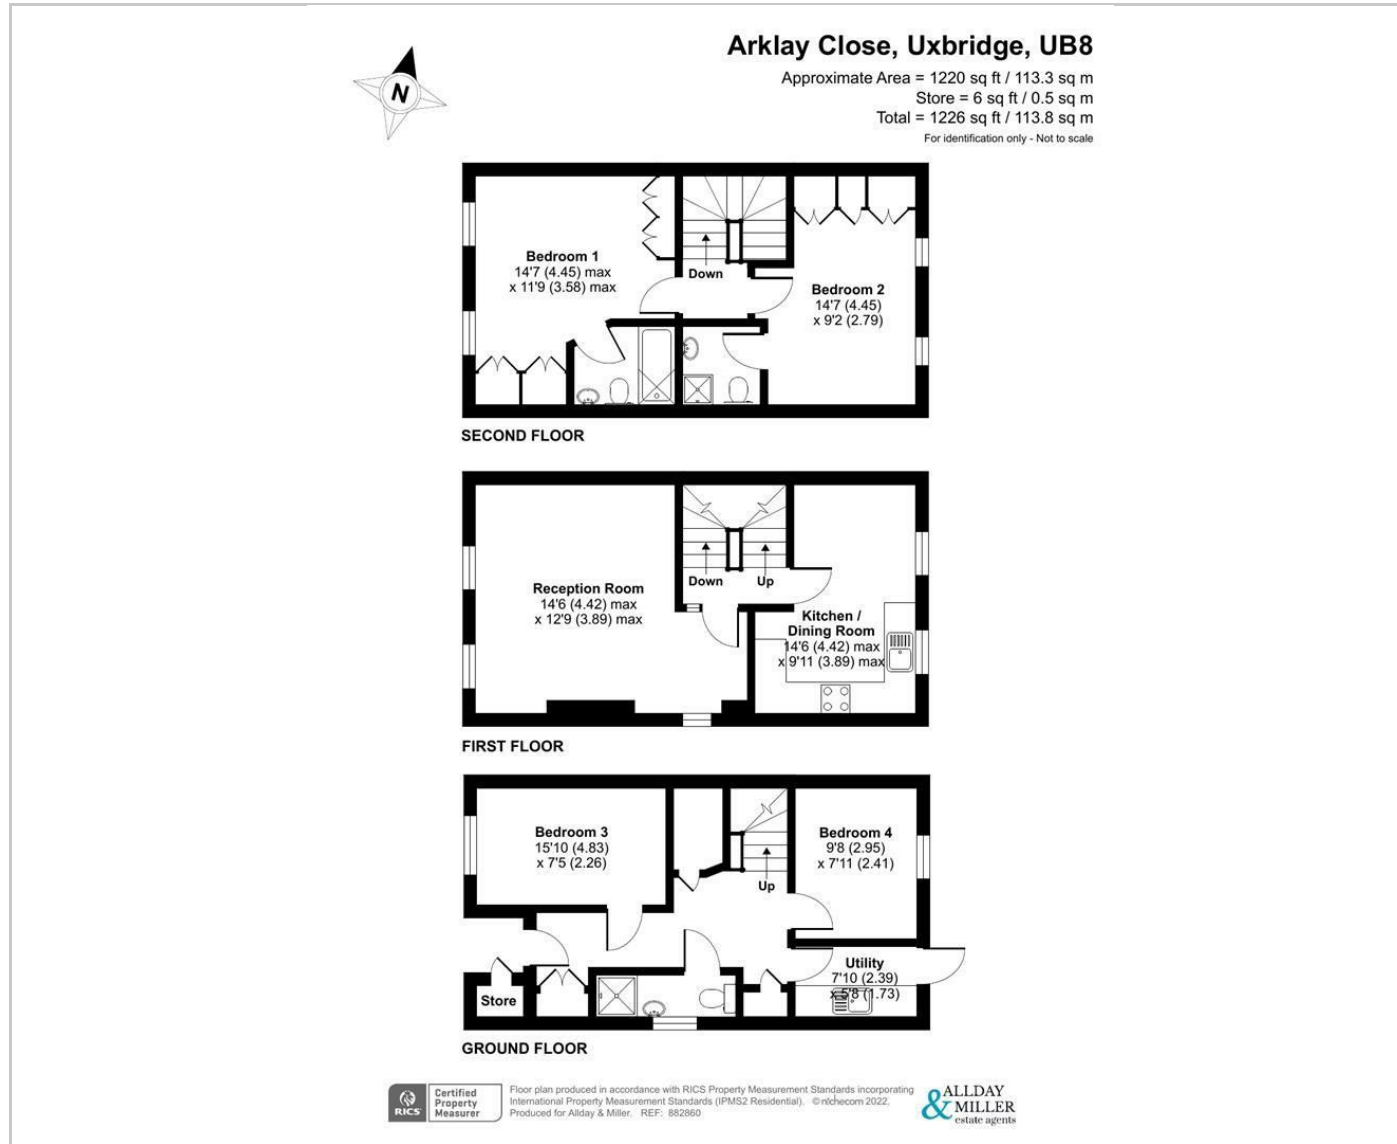 Arklay Close, Uxbridge, UB8
Approximate Area = 1220 sq ft / 113.3 sq m
Store = 6 sq ft / 0.5 sq m
Total = 1226 sq ft / 113.8 sq m
For identification only - Not to scale
N
Bedroom 1
14'7 (4.45) max
x 11'9 (3.58) max
Down
Bedroom 2
14'7 (4.45)
x 9'2 (2.79)
SECOND FLOOR
Reception Room
14'6 (4.42) max
x 12'9 (3.89) max
Down
Up
Kitchen /
Dining Room
14'6 (4.42) max
x 9'11 (3.89) max
FIRST FLOOR
Bedroom 3
15'10 (4.83)
x 7'5 (2.26)
Up
Bedroom 4
9'8 (2.95)
x 7'11 (2.41)
Utility
7'10 (2.39)
x 5'8 (1.73)
Store
GROUND FLOOR
RICS
Certified
Property
Measurer
Floor plan produced in accordance with RICS Property Measurement Standards incorporating
International Property Measurement Standards (IPMS2 Residential). © nichecom 2022.
Produced for Allday & Miller. REF: 882860
ALLDAY
& MILLER
estate agents